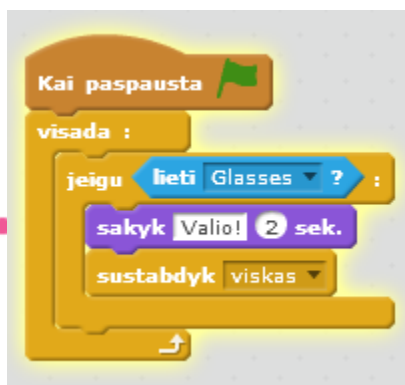 Kai paspausta
visada :
jeigu lieti Glasses ? :
sakyk Valio! 2 sek.
sustabdyk viskas